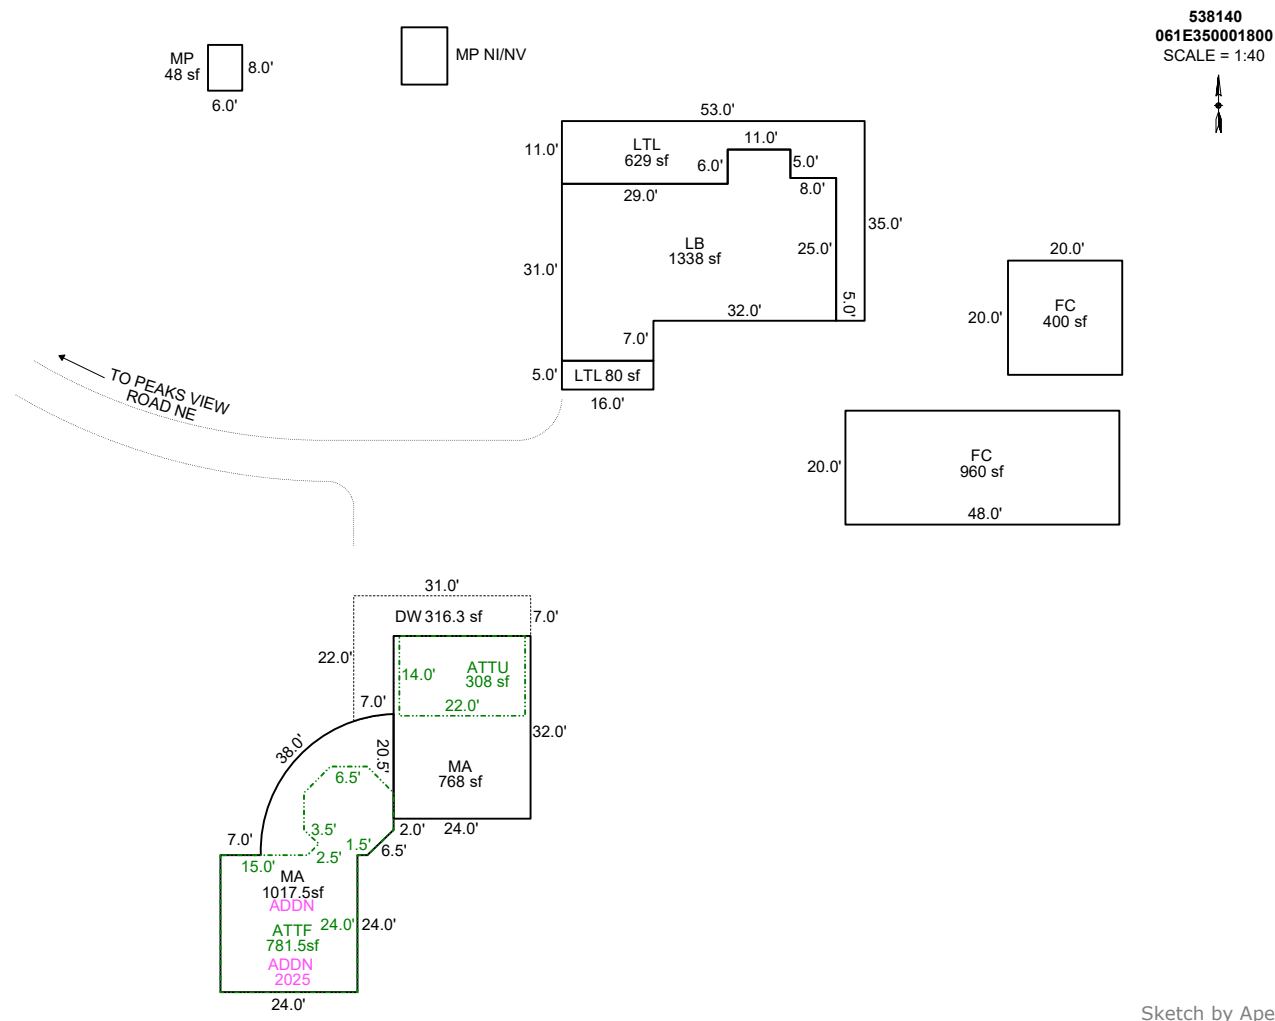 538140
061E350001800
SCALE = 1:40
MP
48 sf
8.0'
6.0'
MP NI/NV
53.0'
11.0'
LTL
629 sf
11.0'
6.0'
5.0'
29.0'
8.0'
35.0'
LB
1338 sf
25.0'
31.0'
32.0'
5.0'
7.0'
5.0'
LTL 80 sf
16.0'
20.0'
20.0'
FC
400 sf
20.0'
FC
960 sf
48.0'
TO PEAKS VIEW
ROAD NE
31.0'
DW 316.3 sf
7.0'
22.0'
14.0'
ATTU
308 sf
22.0'
7.0'
32.0'
38.0'
20.5'
6.5'
MA
768 sf
24.0'
2.0'
3.5'
7.0'
1.5'
6.5'
2.5'
15.0'
MA
1017.5sf
ADDN
24.0'
24.0'
ATTF
781.5sf
ADDN
2025
24.0'
Sketch by Ape